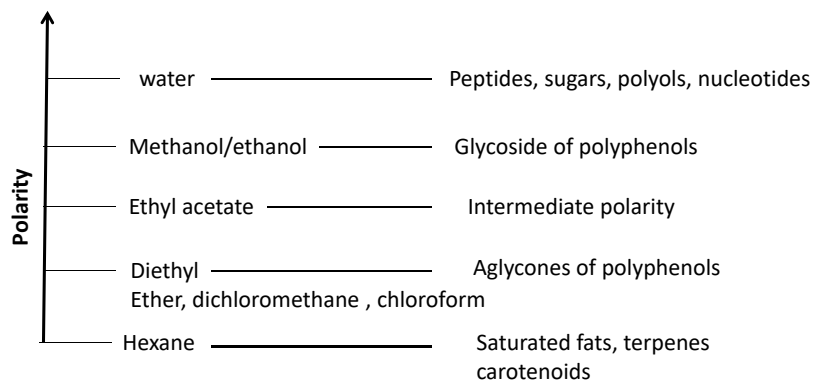 Polarity
water Peptides, sugars, polyols, nucleotides
Methanol/ethanol Glycoside of polyphenols
Ethyl acetate Intermediate polarity
Diethyl Aglycones of polyphenols
Ether, dichloromethane , chloroform
Hexane Saturated fats, terpenes
carotenoids